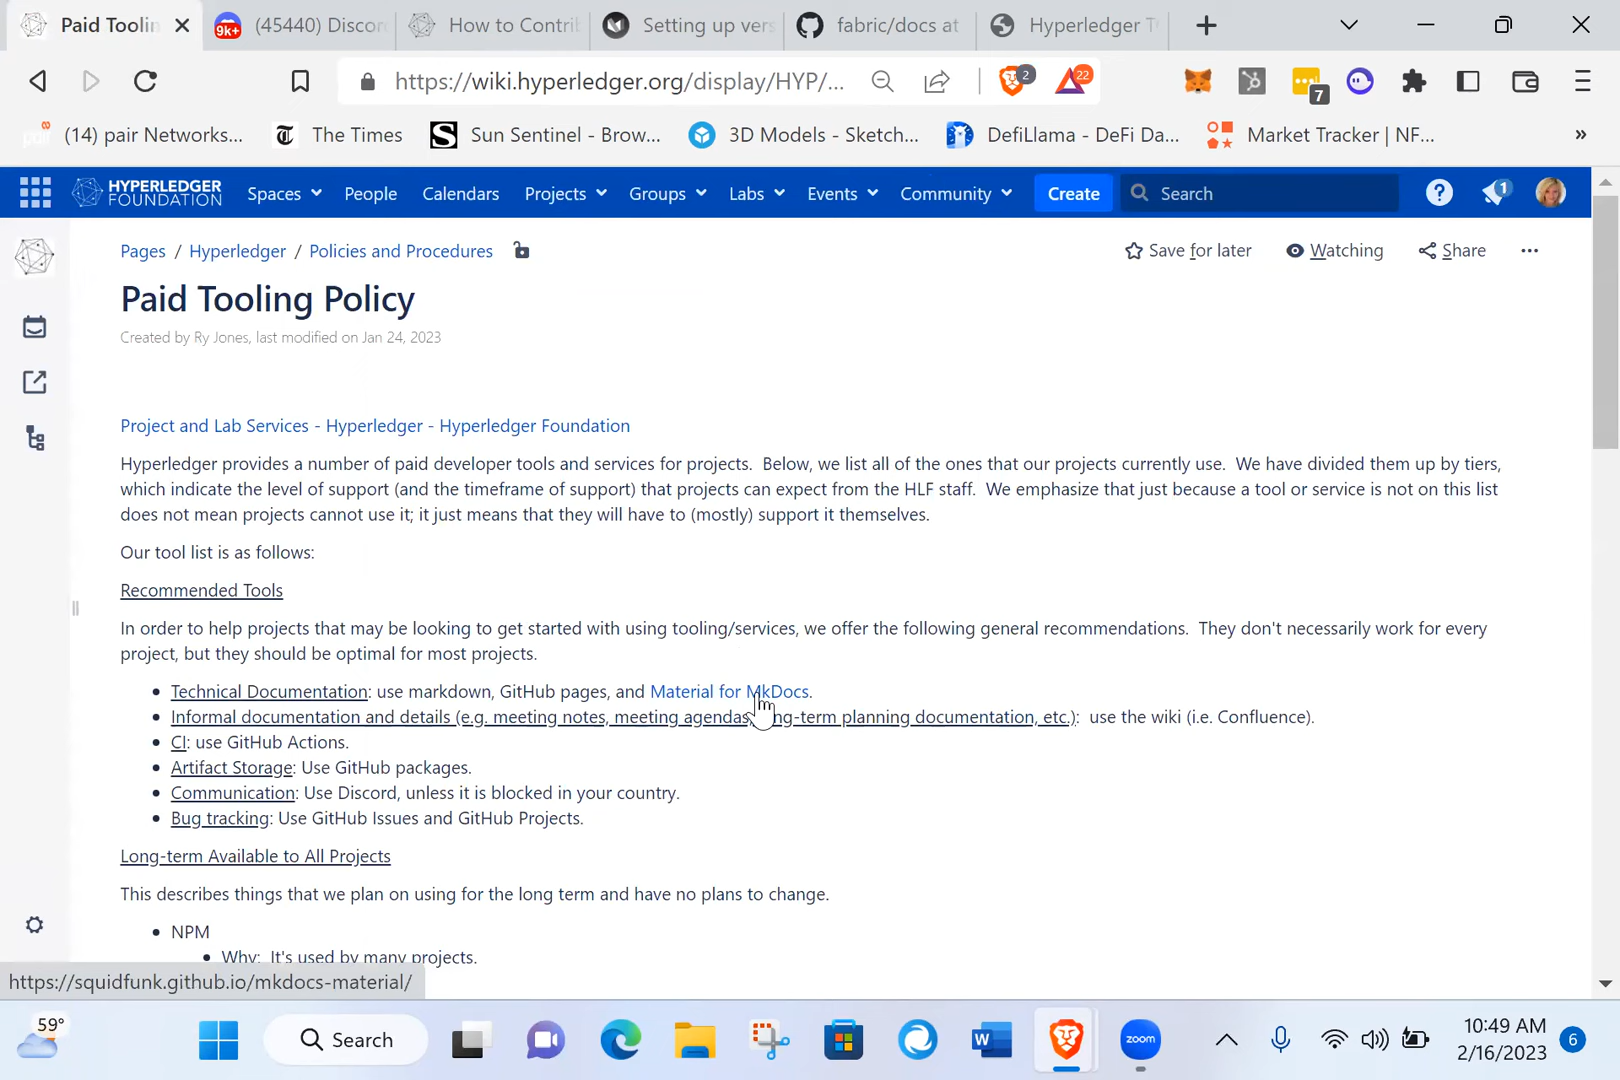 Paid Toolin
9k+
(45440) Discor
How to Contrib
Setting up vers
fabric/docs at
Hyperledger T
https://wiki.hyperledger.org/display/HYP/...
2
22
7
pair
(14) pair Networks...
The Times
Sun Sentinel - Brow...
3D Models - Sketch...
DefiLlama - DeFi Da...
Market Tracker | NF...
»
HYPERLEDGER
FOUNDATION
Spaces
People
Calendars
Projects
Groups
Labs
Events
Community
Create
Search
1
Pages / Hyperledger / Policies and Procedures
Save for later
Watching
Share
Paid Tooling Policy
Created by Ry Jones, last modified on Jan 24, 2023
Project and Lab Services - Hyperledger - Hyperledger Foundation
Hyperledger provides a number of paid developer tools and services for projects. Below, we list all of the ones that our projects currently use. We have divided them up by tiers,
which indicate the level of support (and the timeframe of support) that projects can expect from the HLF staff. We emphasize that just because a tool or service is not on this list
does not mean projects cannot use it; it just means that they will have to (mostly) support it themselves.
Our tool list is as follows:
Recommended Tools
In order to help projects that may be looking to get started with using tooling/services, we offer the following general recommendations. They don't necessarily work for every
project, but they should be optimal for most projects.
• Technical Documentation: use markdown, GitHub pages, and Material for MkDocs.
• Informal documentation and details (e.g. meeting notes, meeting agendas, long-term planning documentation, etc.): use the wiki (i.e. Confluence).
• CI: use GitHub Actions.
• Artifact Storage: Use GitHub packages.
• Communication: Use Discord, unless it is blocked in your country.
• Bug tracking: Use GitHub Issues and GitHub Projects.
Long-term Available to All Projects
This describes things that we plan on using for the long term and have no plans to change.
• NPM
• Why: It's used by many projects.
https://squidfunk.github.io/mkdocs-material/
59°
Search
zoom
10:49 AM
2/16/2023
6